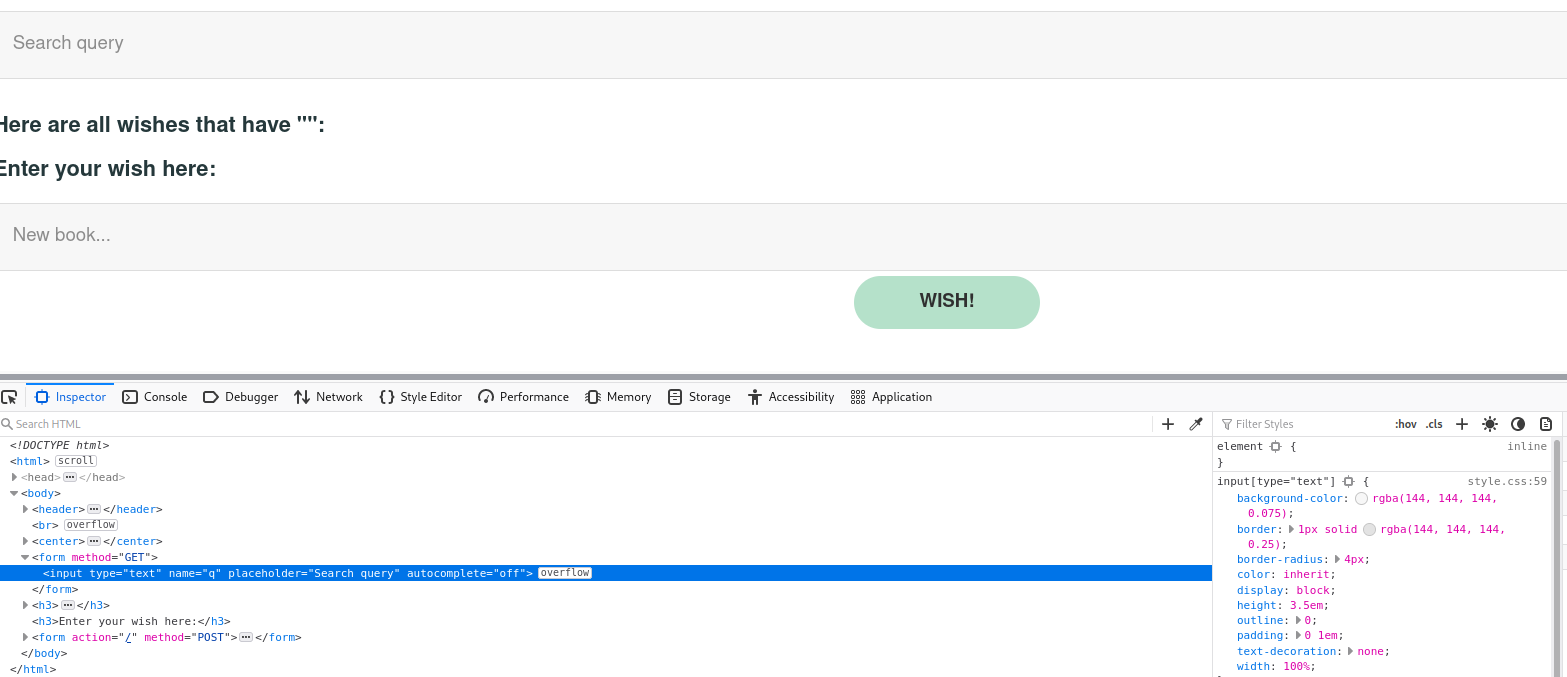 Search query
Here are all wishes that have "":
Enter your wish here:
New book...
WISH!
Inspector Console Debugger Network Style Editor Performance Memory Storage Accessibility Application
Search HTML
Filter Styles :hov .cls
<!DOCTYPE html>
<html> scroll
<head> ••• </head>
<body>
<header> ••• </header>
<br> overflow
<center> ••• </center>
<form method="GET">
<input type="text" name="q" placeholder="Search query" autocomplete="off"> overflow
</form>
<h3> ••• </h3>
<h3>Enter your wish here:</h3>
<form action="/" method="POST"> ••• </form>
</body>
</html>
element { inline
}
input[type="text"] { style.css:59
background-color: rgba(144, 144, 144,
0.075);
border: 1px solid rgba(144, 144, 144,
0.25);
border-radius: 4px;
color: inherit;
display: block;
height: 3.5em;
outline: 0;
padding: 0 1em;
text-decoration: none;
width: 100%;